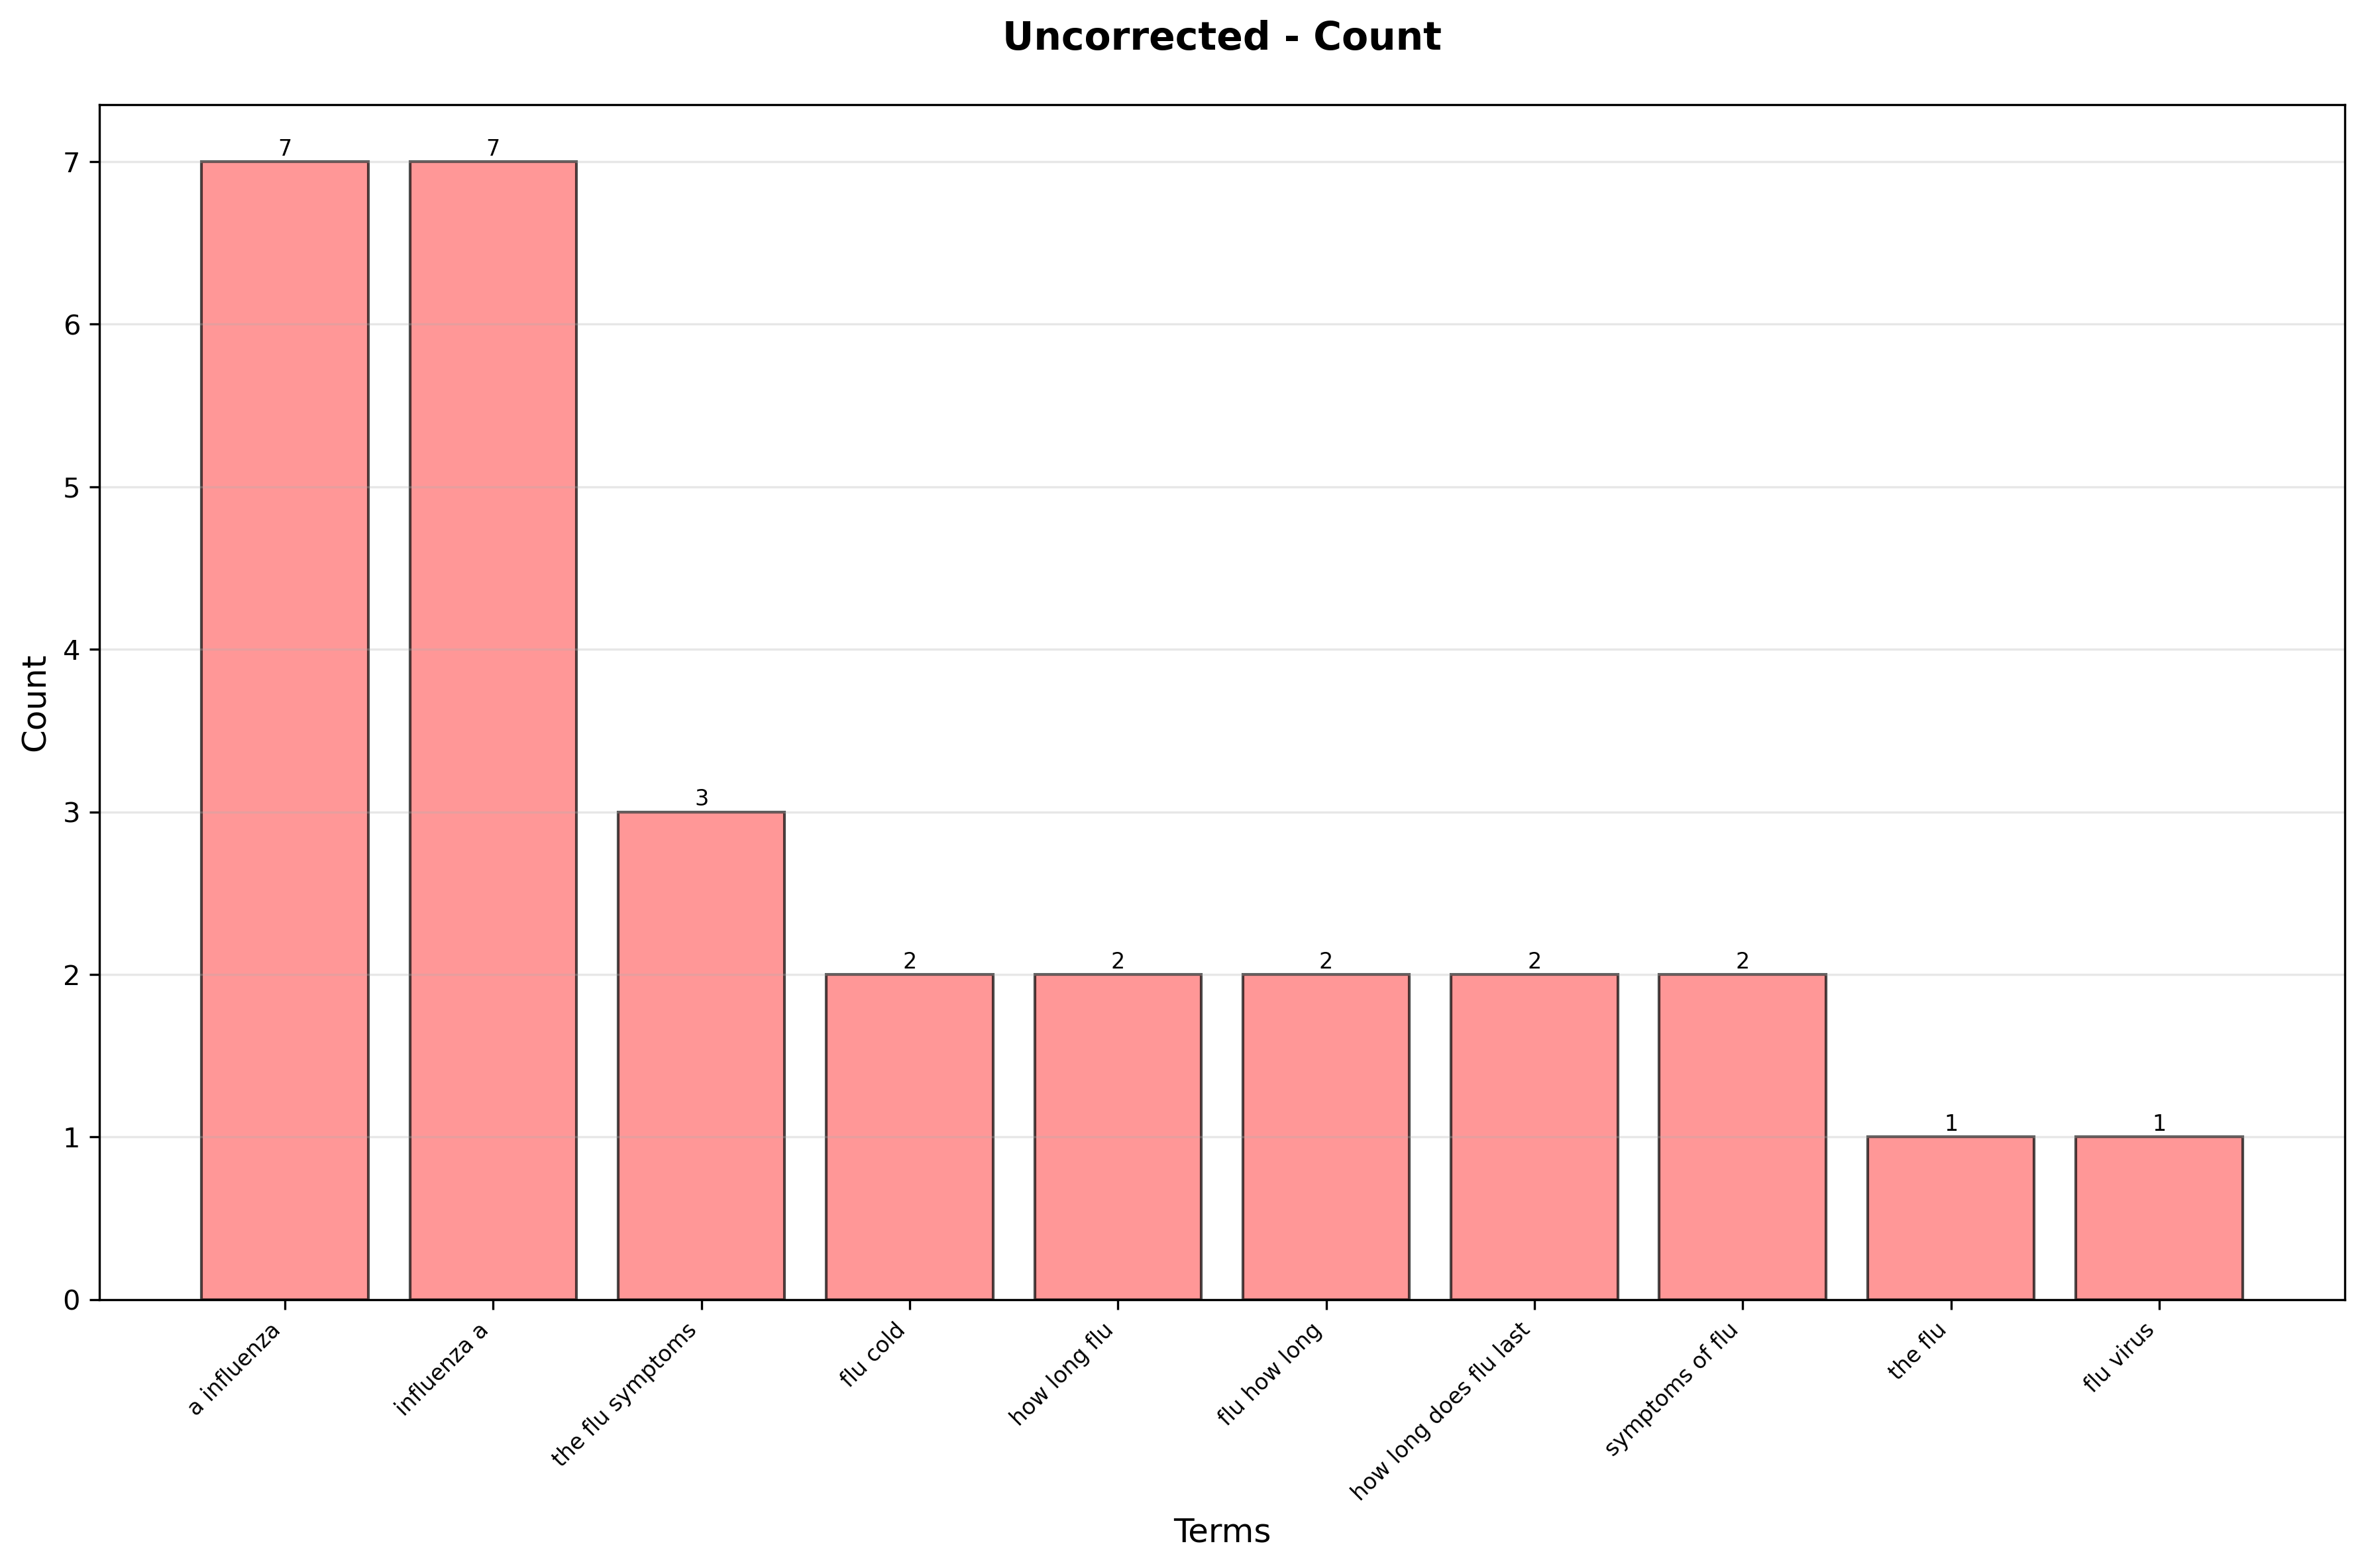 Uncorrected - Count
Count
7
6
5
4
3
2
1
0
7
7
3
2
2
2
2
2
1
1
a influenza
influenza a
the flu symptoms
flu cold
how long flu
flu how long
how long does flu last
symptoms of flu
the flu
flu virus
Terms